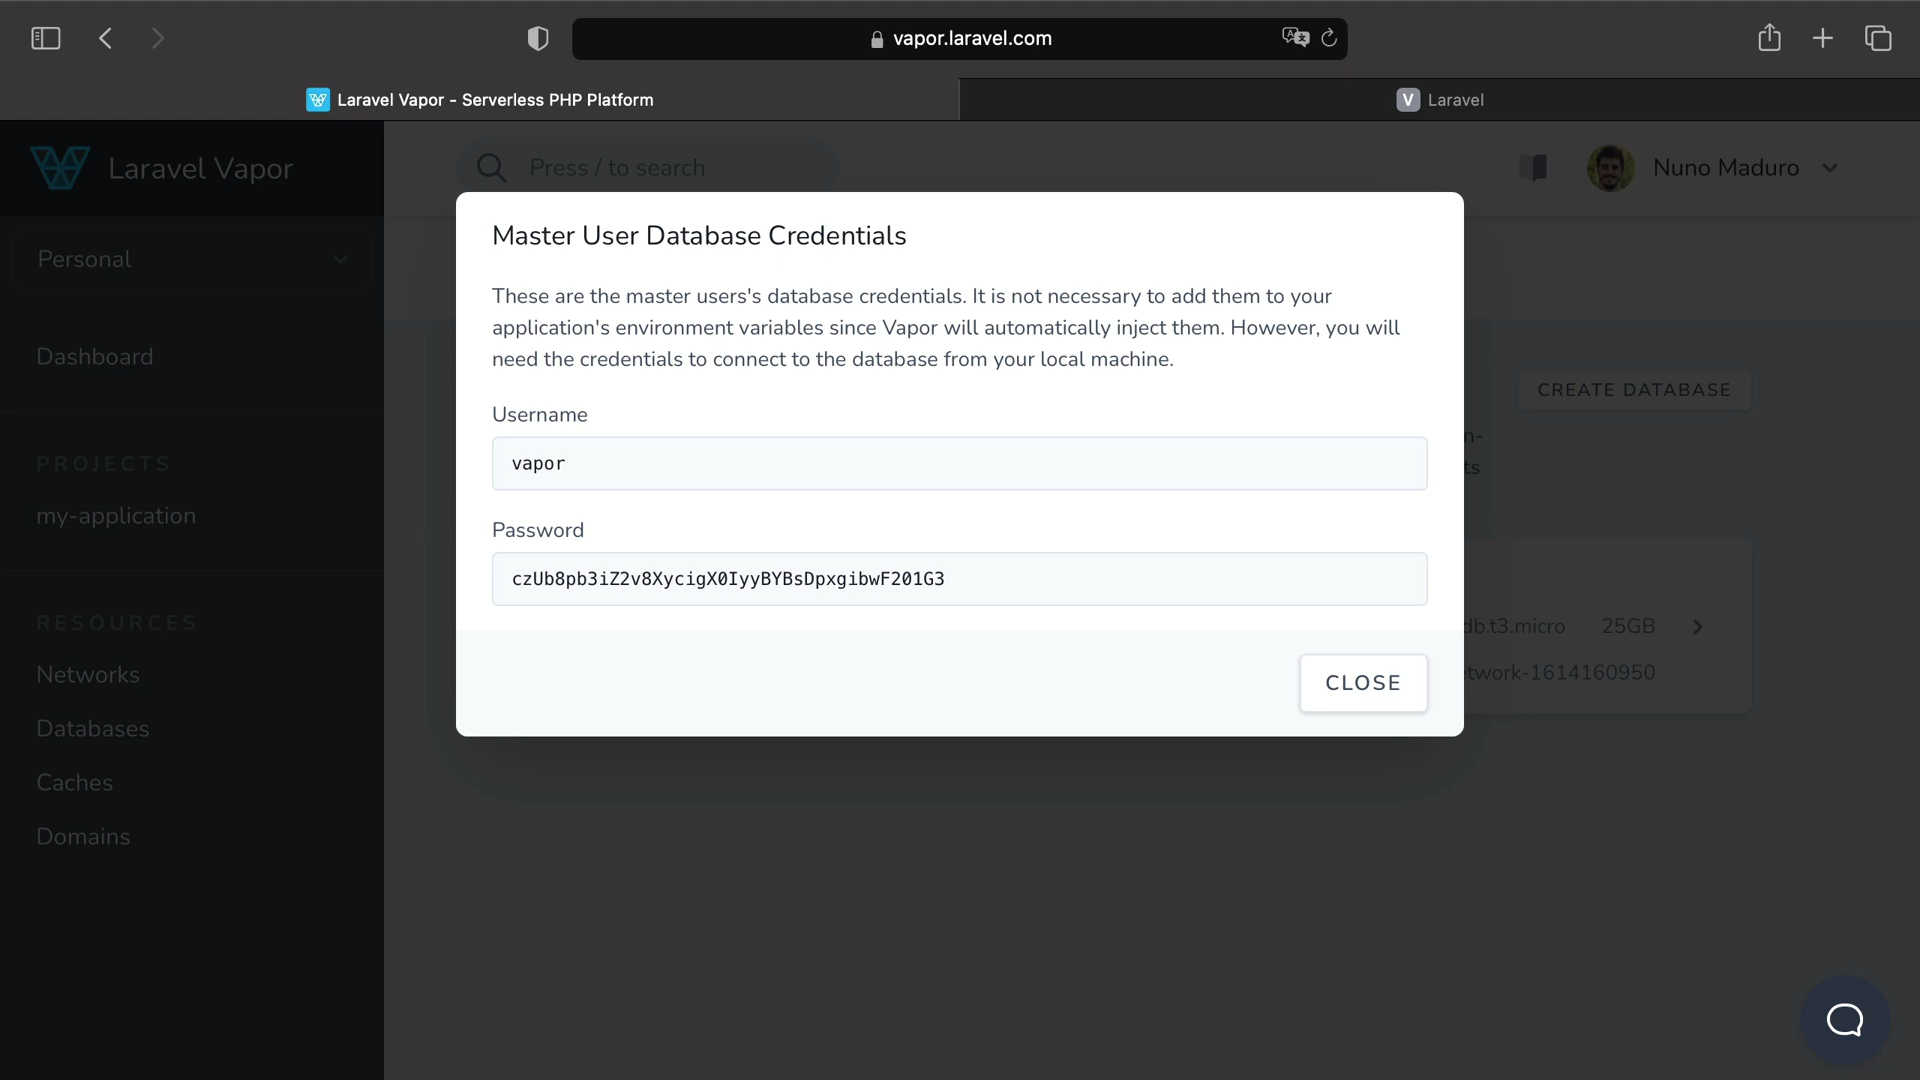 vapor.laravel.com
Laravel Vapor - Serverless PHP Platform
V Laravel
Laravel Vapor
Press / to search
Nuno Maduro
Personal
Dashboard
PROJECTS
my-application
RESOURCES
Networks
Databases
Caches
Domains
Master User Database Credentials
These are the master users's database credentials. It is not necessary to add them to your
application's environment variables since Vapor will automatically inject them. However, you will
need the credentials to connect to the database from your local machine.
Username
vapor
Password
czUb8pb3iZ2v8XycigX0IyyBYBsDpxgibwF201G3
CLOSE
CREATE DATABASE
n-
ts
db.t3.micro 25GB
twork-1614160950